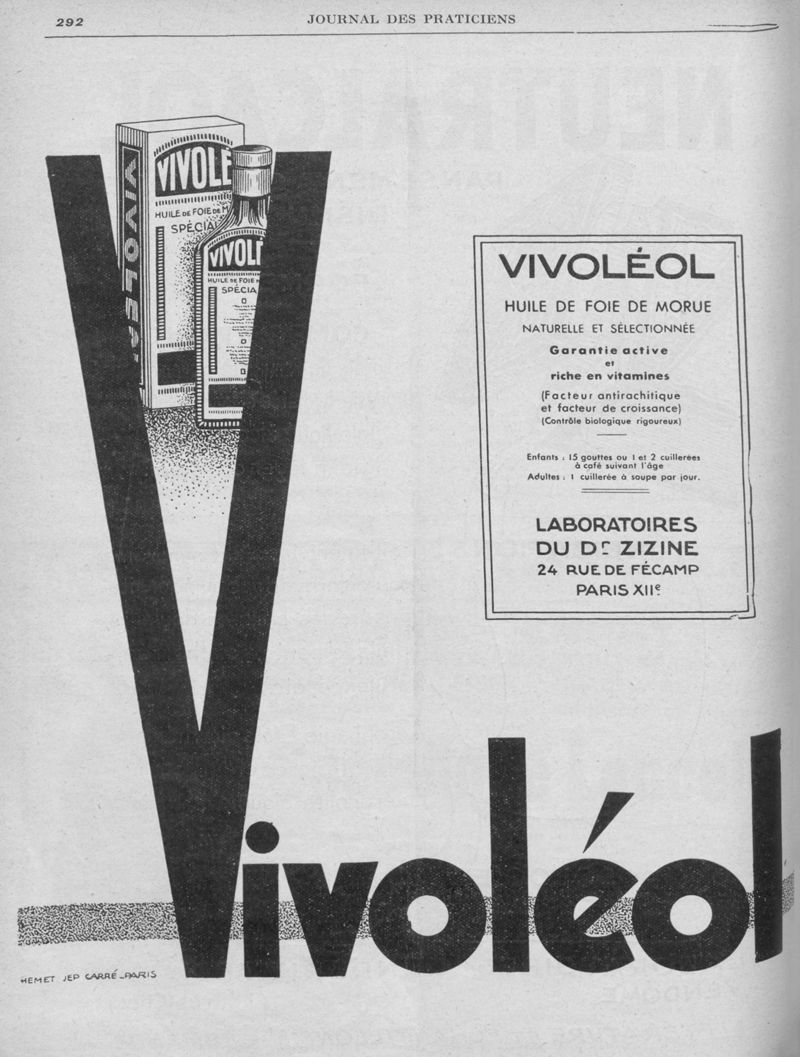 292
JOURNAL DES PRATICIENS
VIVOLÉ
HUILE DE FOIE DE M
SPÉCIA
VIVOLÉO
VIVOL
HUILE DE FOIE
SPÉCIA
VIVOLÉOL
HUILE DE FOIE DE MORUE
NATURELLE ET SÉLECTIONNÉE
Garantie active
et
riche en vitamines
(Facteur antirachitique
et facteur de croissance)
(Contrôle biologique rigoureux)
Enfants : 15 gouttes ou 1 et 2 cuillerées
à café suivant l'âge
Adultes : 1 cuillerée à soupe par jour.
LABORATOIRES
DU Dr ZIZINE
24 RUE DE FÉCAMP
PARIS XIIe
Vivoléol
HEMET JEP CARRÉ_PARIS